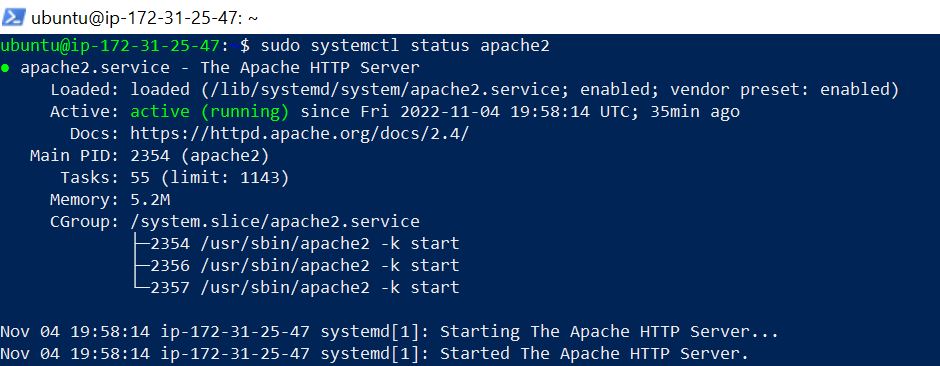 ubuntu@ip-172-31-25-47: ~
ubuntu@ip-172-31-25-47:~$ sudo systemctl status apache2
● apache2.service - The Apache HTTP Server
     Loaded: loaded (/lib/systemd/system/apache2.service; enabled; vendor preset: enabled)
     Active: active (running) since Fri 2022-11-04 19:58:14 UTC; 35min ago
       Docs: https://httpd.apache.org/docs/2.4/
   Main PID: 2354 (apache2)
      Tasks: 55 (limit: 1143)
     Memory: 5.2M
     CGroup: /system.slice/apache2.service
             ├─2354 /usr/sbin/apache2 -k start
             ├─2356 /usr/sbin/apache2 -k start
             └─2357 /usr/sbin/apache2 -k start
Nov 04 19:58:14 ip-172-31-25-47 systemd[1]: Starting The Apache HTTP Server...
Nov 04 19:58:14 ip-172-31-25-47 systemd[1]: Started The Apache HTTP Server.